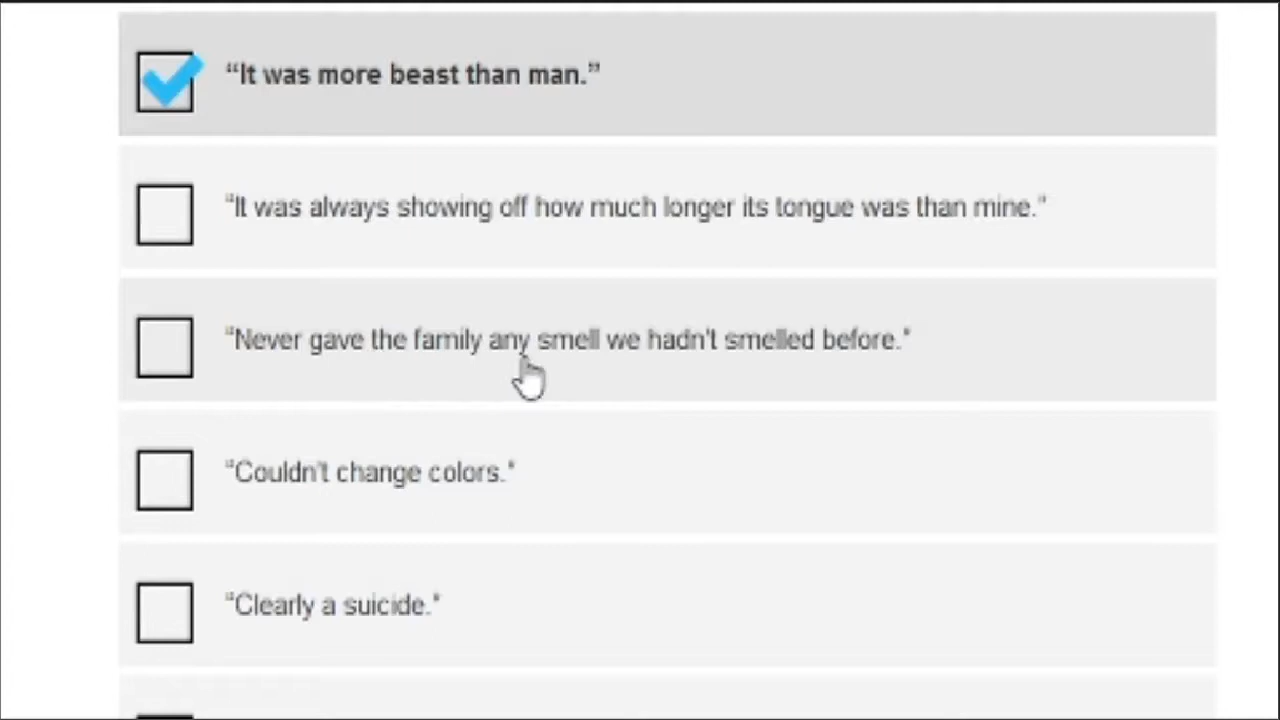 “It was more beast than man.”
"It was always showing off how much longer its tongue was than mine."
"Never gave the family any smell we hadn't smelled before."
"Couldn't change colors."
"Clearly a suicide."